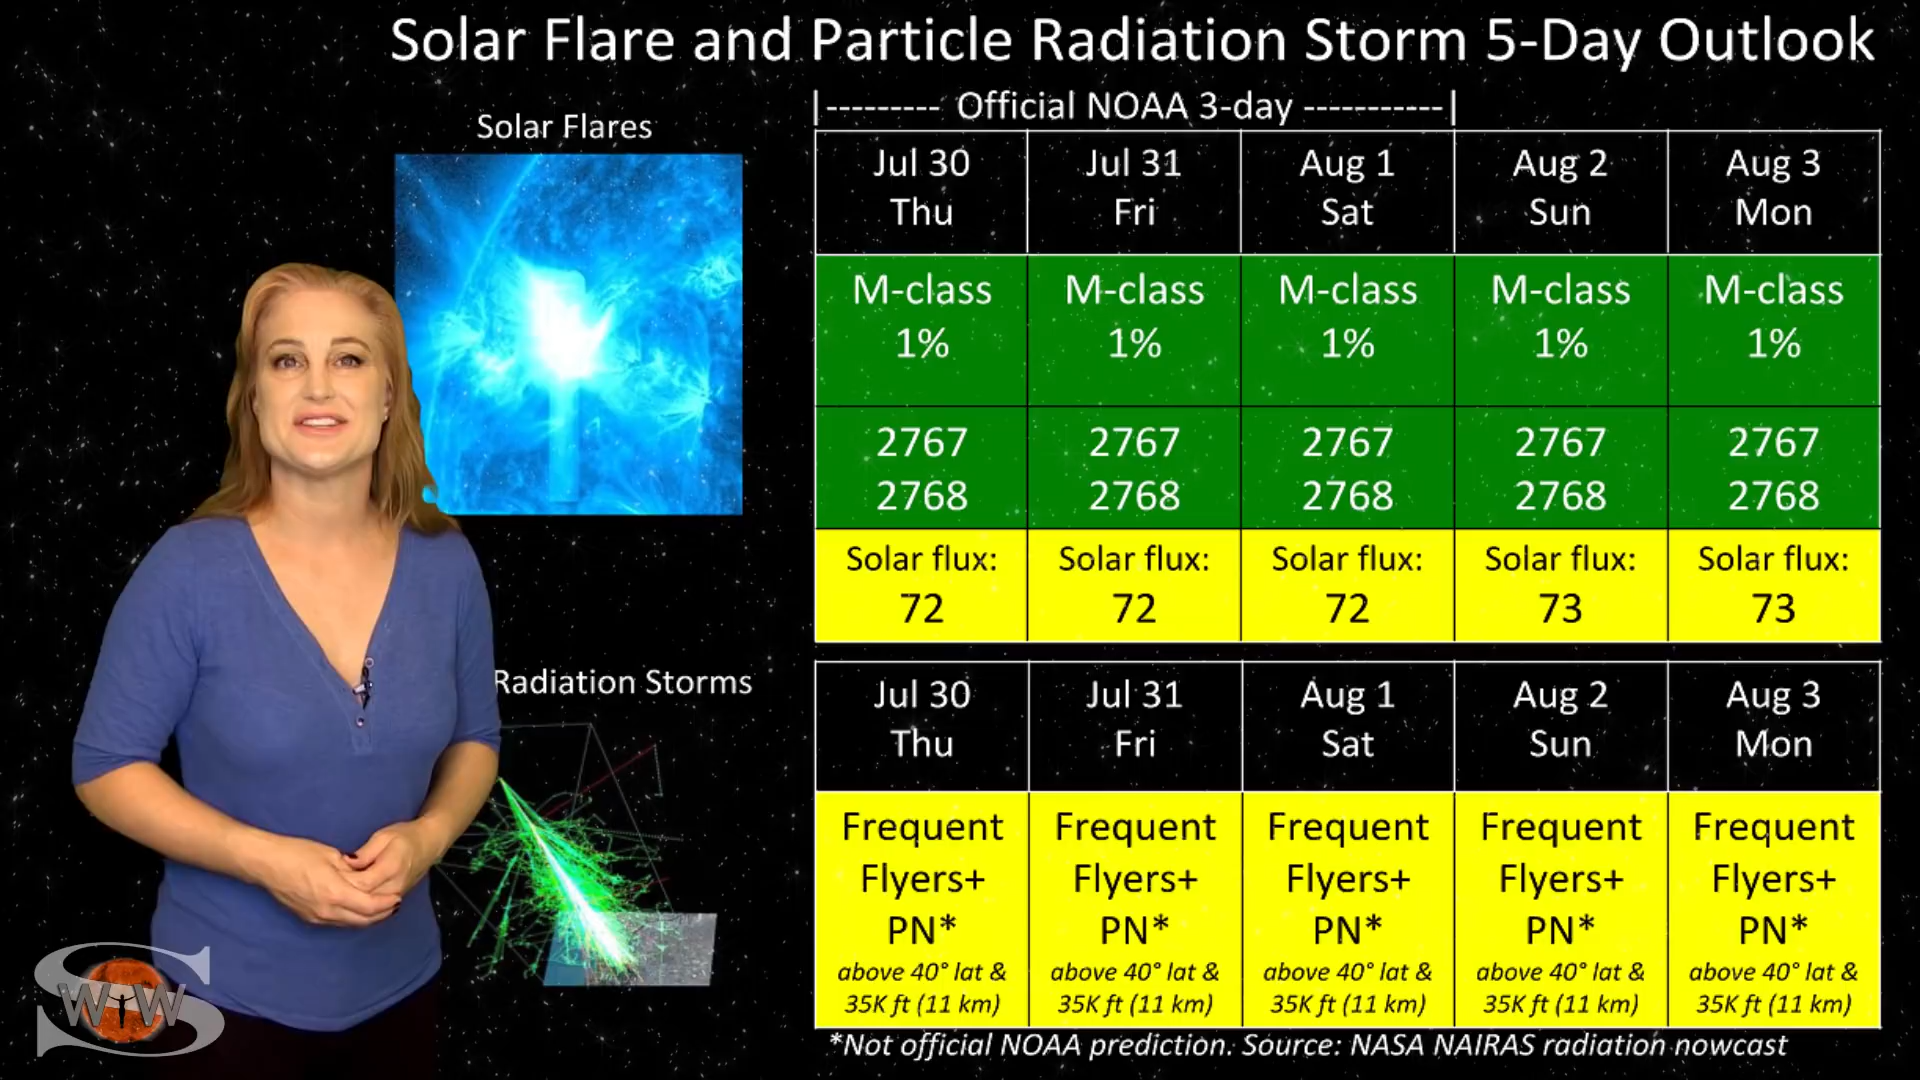 Solar Flare and Particle Radiation Storm 5-Day Outlook
|--------- Official NOAA 3-day -----------|
Solar Flares
Jul 30 Jul 31 Aug 1 Aug 2 Aug 3
Thu Fri Sat Sun Mon
M-class M-class M-class M-class M-class
1% 1% 1% 1% 1%
2767 2767 2767 2767 2767
2768 2768 2768 2768 2768
Solar flux: Solar flux: Solar flux: Solar flux: Solar flux:
72 72 72 73 73
Radiation Storms
Jul 30 Jul 31 Aug 1 Aug 2 Aug 3
Thu Fri Sat Sun Mon
Frequent Frequent Frequent Frequent Frequent
Flyers+ Flyers+ Flyers+ Flyers+ Flyers+
PN* PN* PN* PN* PN*
above 40° lat & above 40° lat & above 40° lat & above 40° lat & above 40° lat &
35K ft (11 km) 35K ft (11 km) 35K ft (11 km) 35K ft (11 km) 35K ft (11 km)
*Not official NOAA prediction. Source: NASA NAIRAS radiation nowcast
S
WTW